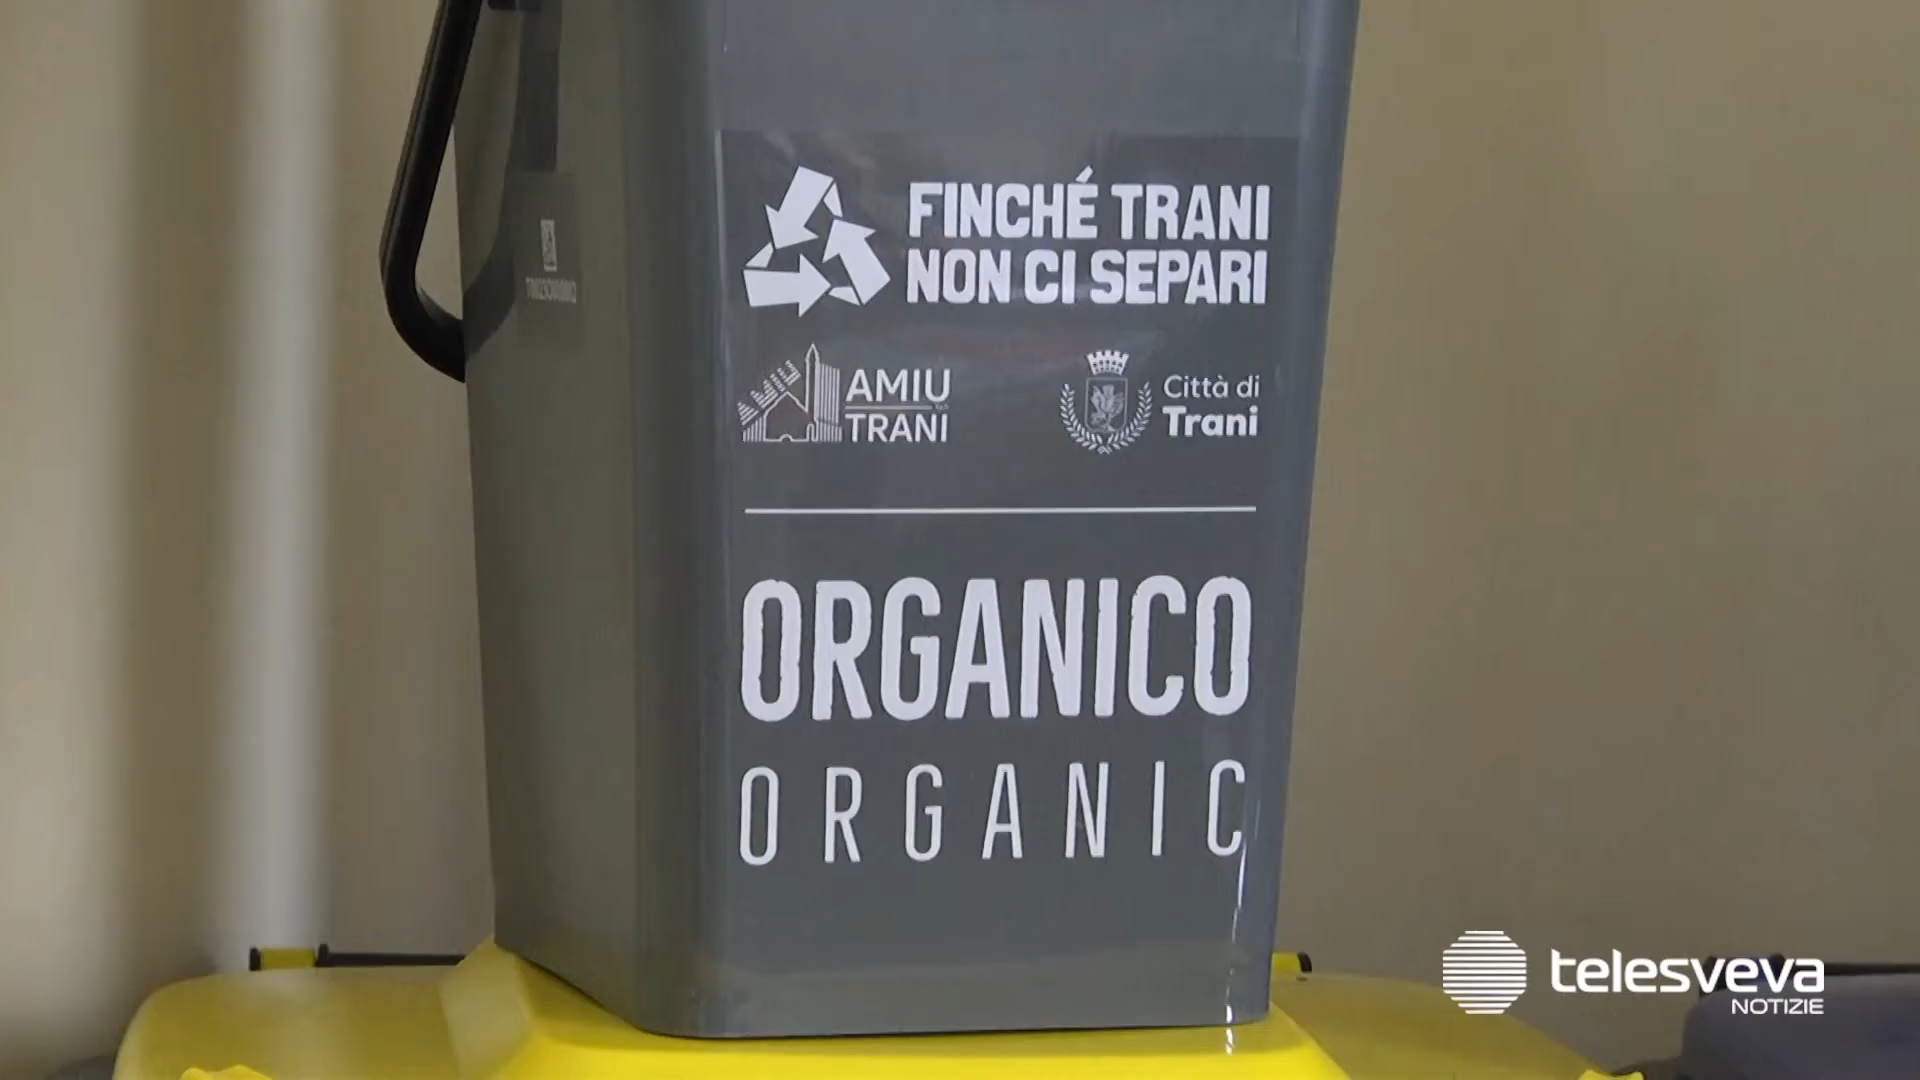 FINCHÉ TRANI
NON CI SEPARI
AMIU
TRANI
Città di
Trani
ORGANICO
ORGANIC
telesveva
NOTIZIE